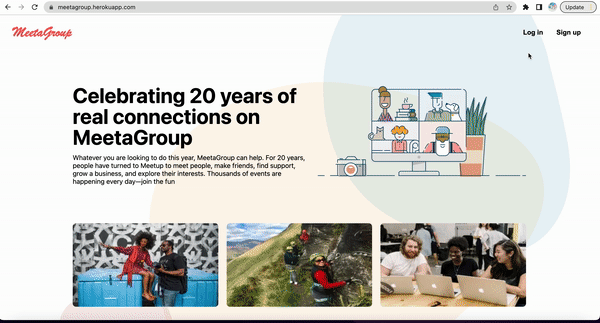 meetagroup.herokuapp.com
Update
MeetaGroup
Log in
Sign up
Celebrating 20 years of
real connections on
MeetaGroup
Whatever you are looking to do this year, MeetaGroup can help. For 20 years,
people have turned to Meetup to meet people, make friends, find support,
grow a business, and explore their interests. Thousands of events are
happening every day—join the fun